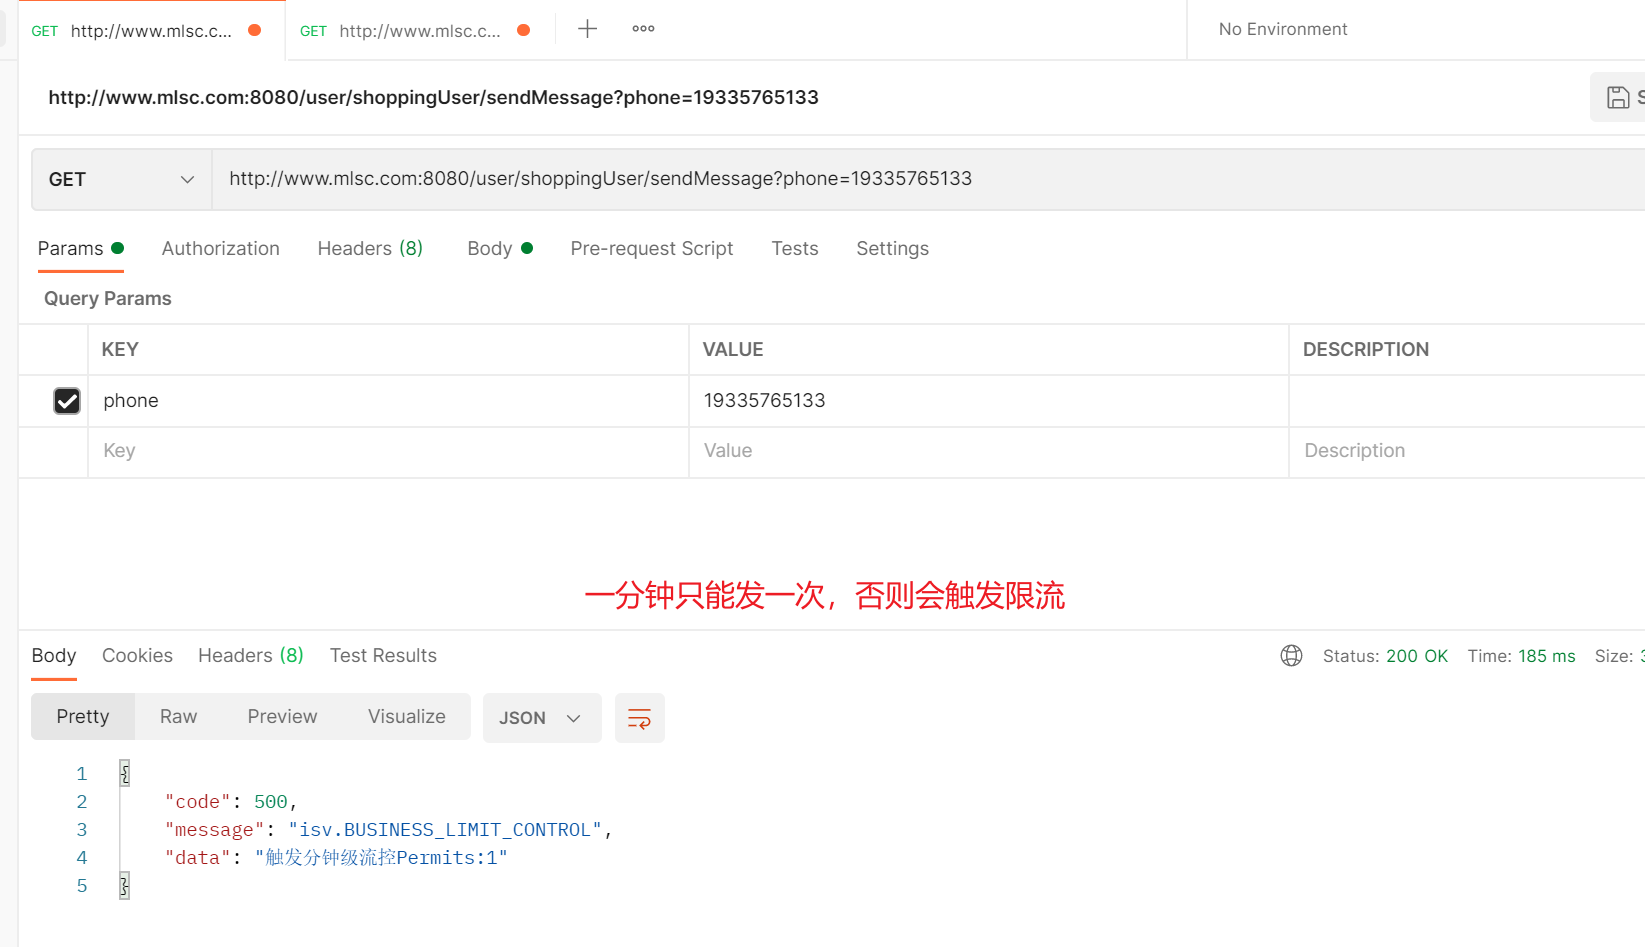 GET http://www.mlsc.c... GET http://www.mlsc.c... No Environment
http://www.mlsc.com:8080/user/shoppingUser/sendMessage?phone=19335765133
GET http://www.mlsc.com:8080/user/shoppingUser/sendMessage?phone=19335765133
Params Authorization Headers (8) Body Pre-request Script Tests Settings
Query Params
KEY VALUE DESCRIPTION
phone 19335765133
Key Value Description
一分钟只能发一次，否则会触发限流
Body Cookies Headers (8) Test Results Status: 200 OK Time: 185 ms Size:
Pretty Raw Preview Visualize JSON
1 {
2 "code": 500,
3 "message": "isv.BUSINESS_LIMIT_CONTROL",
4 "data": "触发分钟级流控Permits:1"
5 }